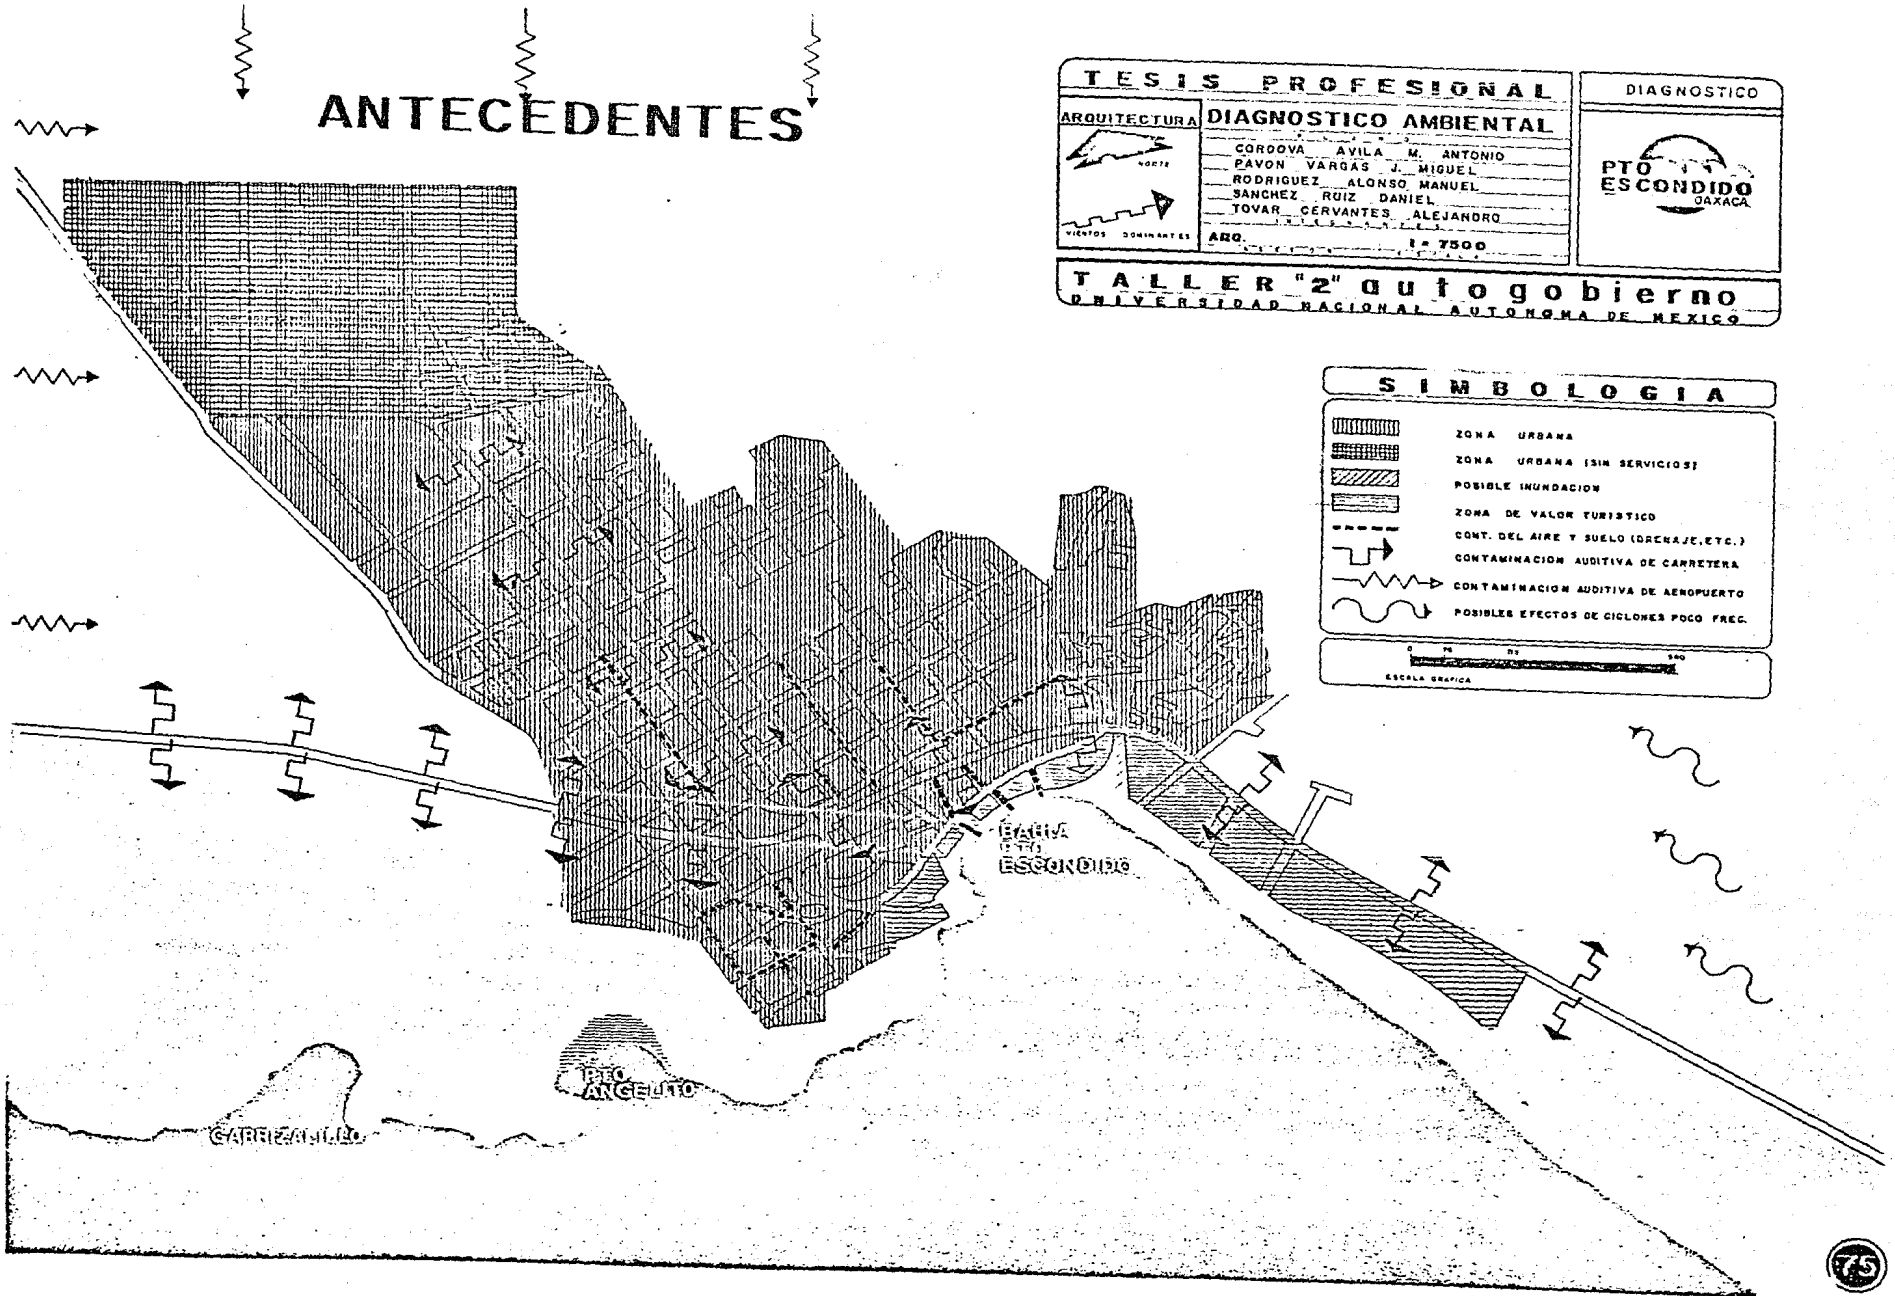 ANTECEDENTES
TESIS PROFESIONAL
ARQUITECTURA
NORTE
VIENTOS DOMINANTES
DIAGNOSTICO AMBIENTAL
CORDOVA AVILA M. ANTONIO
PAVON VARGAS J. MIGUEL
RODRIGUEZ ALONSO MANUEL
SANCHEZ RUIZ DANIEL
TOVAR CERVANTES ALEJANDRO
INTEGRANTES
ARQ. 1=7500
ESCALA
DIAGNOSTICO
PTO
ESCONDIDO
OAXACA
TALLER "2" autogobierno
UNIVERSIDAD NACIONAL AUTONOMA DE MEXICO
SIMBOLOGIA
ZONA URBANA
ZONA URBANA (SIN SERVICIOS)
POSIBLE INUNDACION
ZONA DE VALOR TURISTICO
CONT. DEL AIRE Y SUELO (DRENAJE, ETC.)
CONTAMINACION AUDITIVA DE CARRETERA
CONTAMINACION AUDITIVA DE AEROPUERTO
POSIBLES EFECTOS DE CICLONES POCO FREC.
0
ESCALA GRAFICA
BAHIA
PTO
ESCONDIDO
PTO
ANGELITO
CARRIZALILLO
75